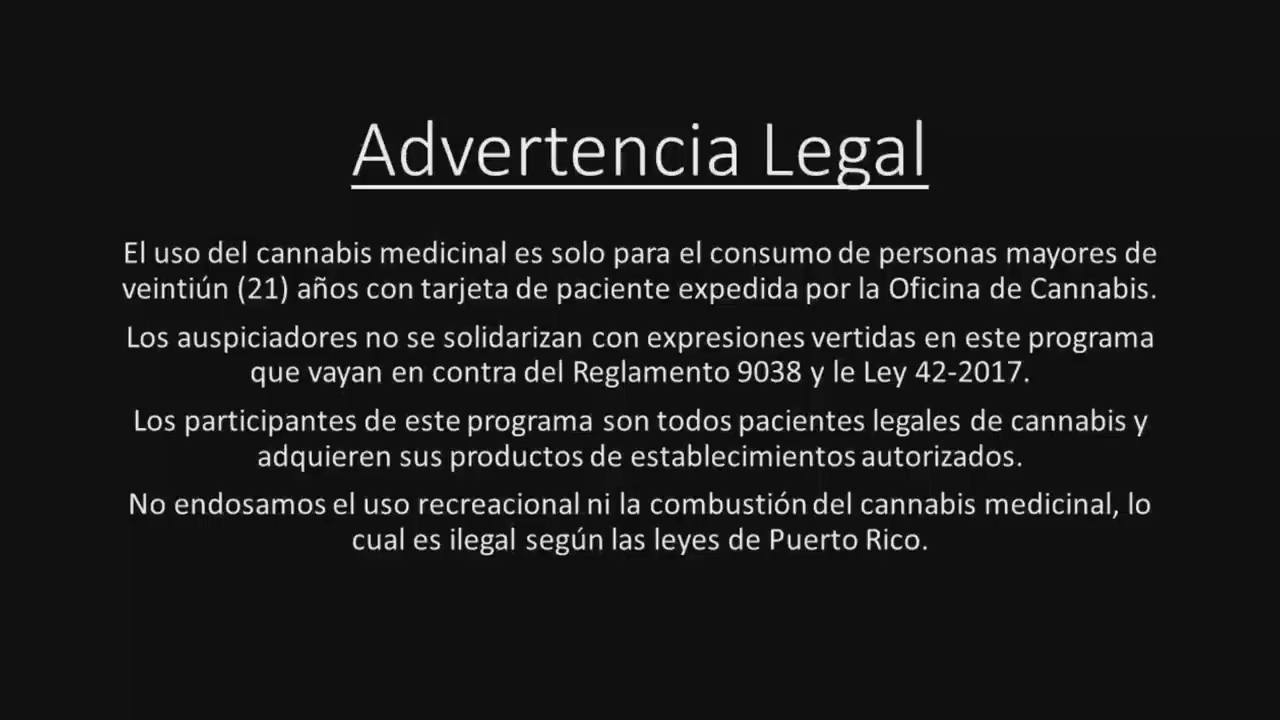 Advertencia Legal
El uso del cannabis medicinal es solo para el consumo de personas mayores de
veintiún (21) años con tarjeta de paciente expedida por la Oficina de Cannabis.
Los auspiciadores no se solidarizan con expresiones vertidas en este programa
que vayan en contra del Reglamento 9038 y le Ley 42-2017.
Los participantes de este programa son todos pacientes legales de cannabis y
adquieren sus productos de establecimientos autorizados.
No endosamos el uso recreacional ni la combustión del cannabis medicinal, lo
cual es ilegal según las leyes de Puerto Rico.